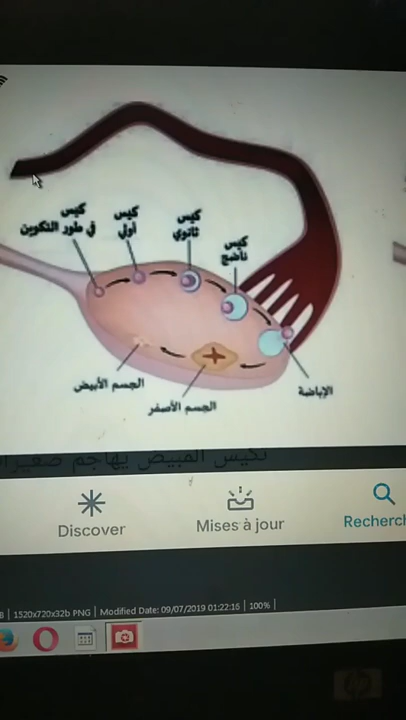 كيس
في طور التكوين
كيس
أولي
كيس
ثانوي
كيس
ناضج
الإباضة
الجسم الأبيض
الجسم الأصفر
تكيس المبيض يهاجم
Discover
Mises à jour
Recherch
1520x720x32b PNG
Modified Date: 09/07/2019 01:22:16
100%
hp